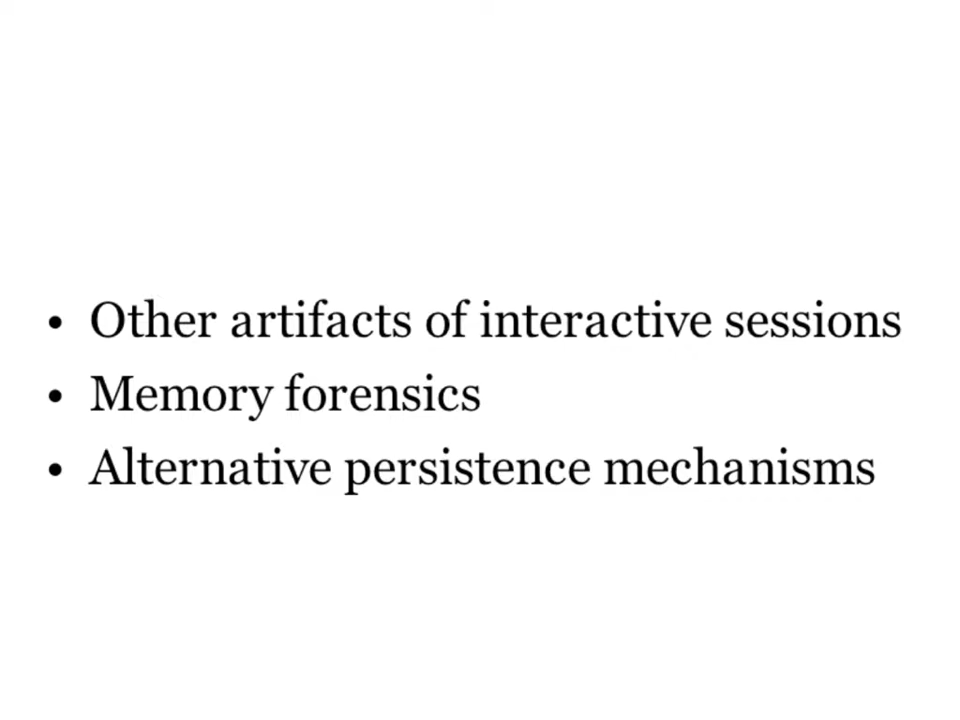 • Other artifacts of interactive sessions
• Memory forensics
• Alternative persistence mechanisms